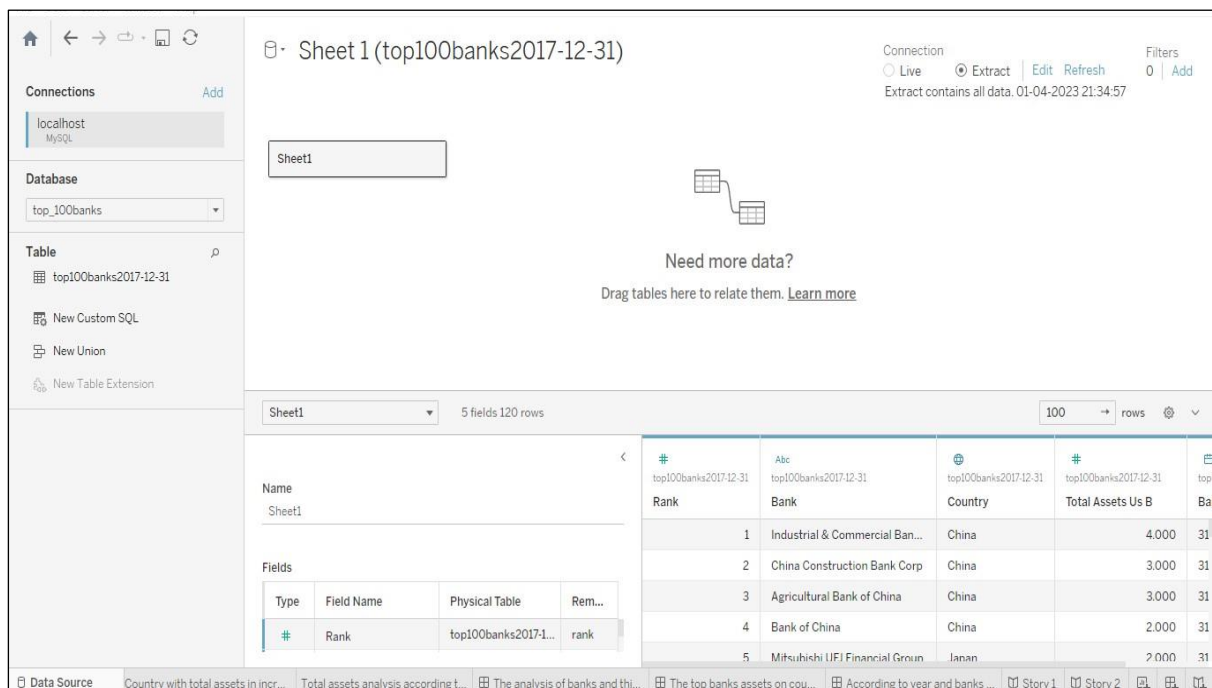 Sheet 1 (top100banks2017-12-31)
Connection
Live
Extract
Edit
Refresh
Extract contains all data. 01-04-2023 21:34:57
Filters
0
Add
Connections
Add
localhost
MySQL
Database
top_100banks
Table
top100banks2017-12-31
New Custom SQL
New Union
New Table Extension
Sheet1
Need more data?
Drag tables here to relate them. Learn more
Sheet1
5 fields 120 rows
100 → rows
Name
Sheet1
Fields
Type Field Name Physical Table Rem...
# Rank top100banks2017-1... rank
# Abc #
top100banks2017-12-31 top100banks2017-12-31 top100banks2017-12-31 top100banks2017-12-31 top
Rank Bank Country Total Assets Us B Ba
1 Industrial & Commercial Ban... China 4.000 31
2 China Construction Bank Corp China 3.000 31
3 Agricultural Bank of China China 3.000 31
4 Bank of China China 2.000 31
5 Mitsubishi UFJ Financial Group Japan 2.000 31
Data Source Country with total assets in incr... Total assets analysis according t... The analysis of banks and thi... The top banks assets on cou... According to year and banks ... Story 1 Story 2